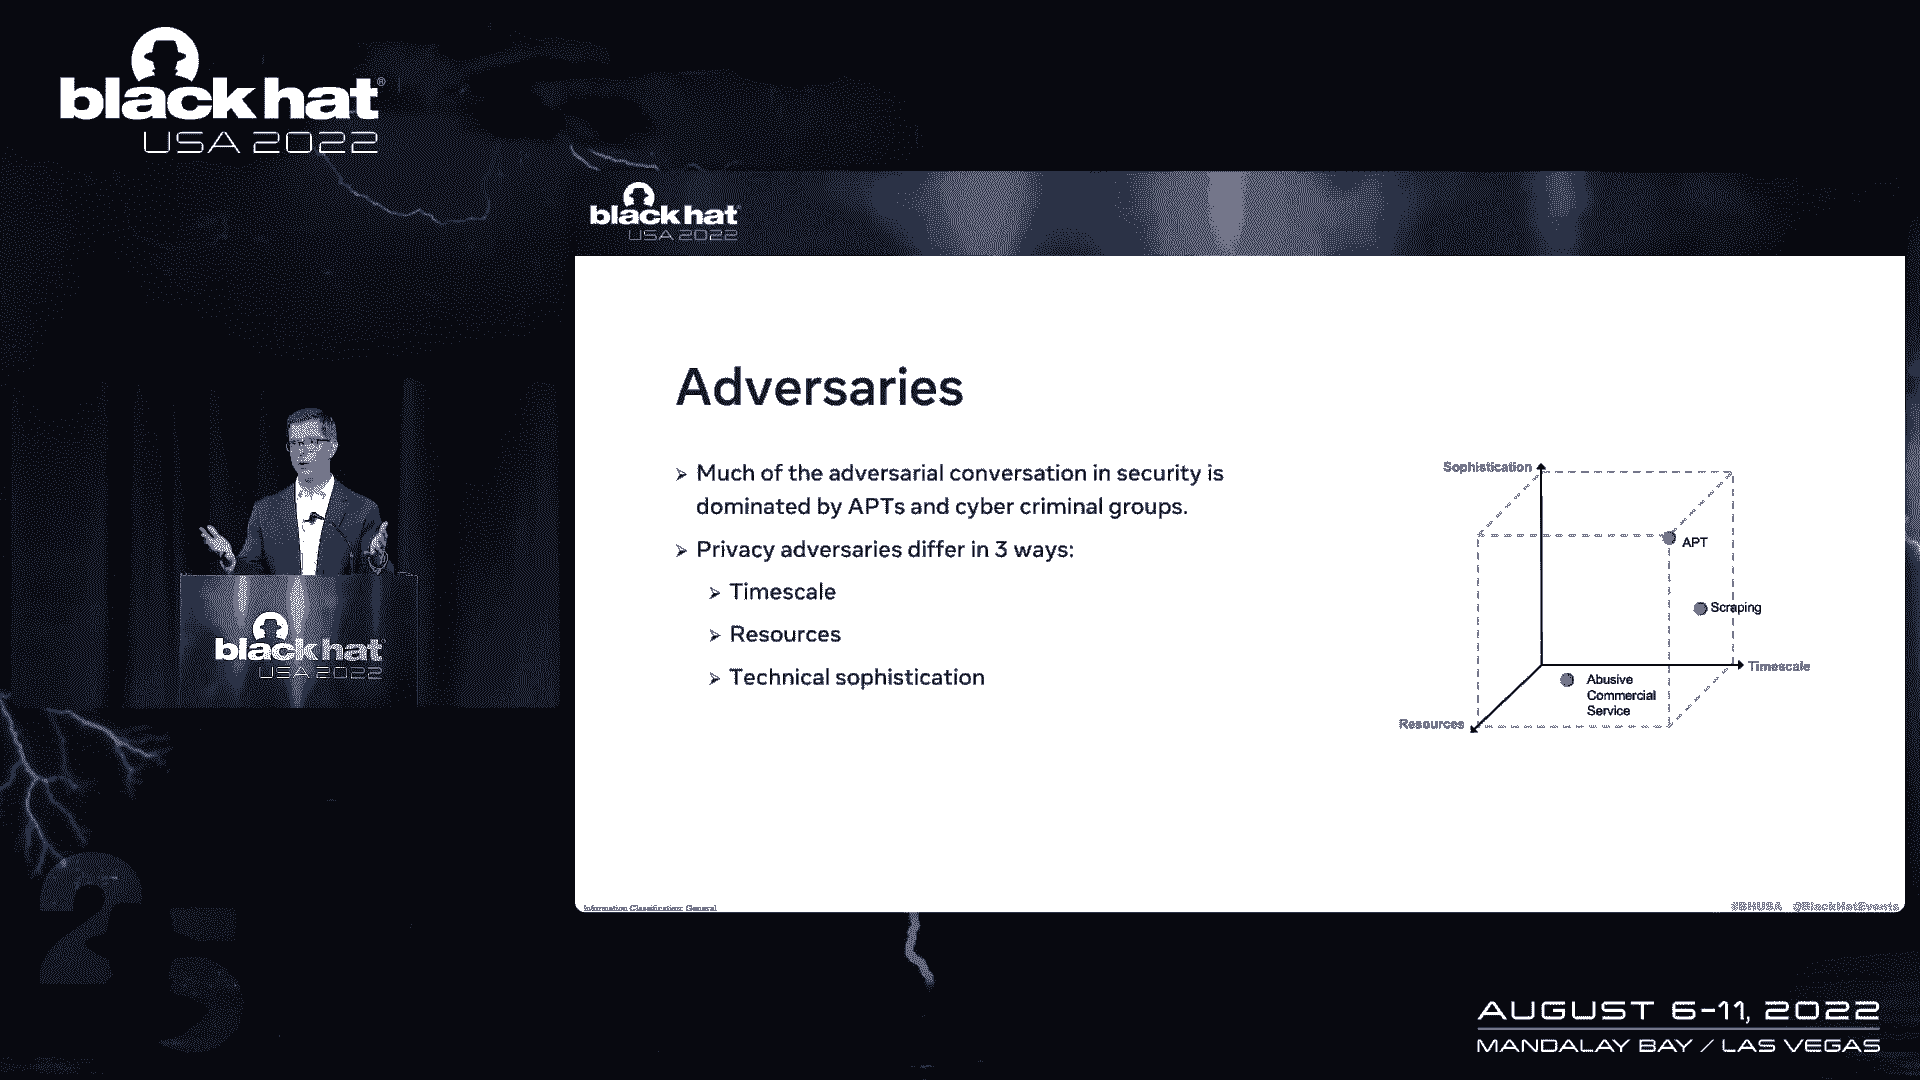 black hat®
USA 2022
black hat
USA 2022
Adversaries
Much of the adversarial conversation in security is
dominated by APTs and cyber criminal groups.
Privacy adversaries differ in 3 ways:
Timescale
Resources
Technical sophistication
Sophistication
APT
Scraping
Timescale
Abusive
Commercial
Service
Resources
black hat
USA 2022
Information Classification: General
#BHUSA @BlackHatEvents
25
AUGUST 6-11, 2022
MANDALAY BAY / LAS VEGAS